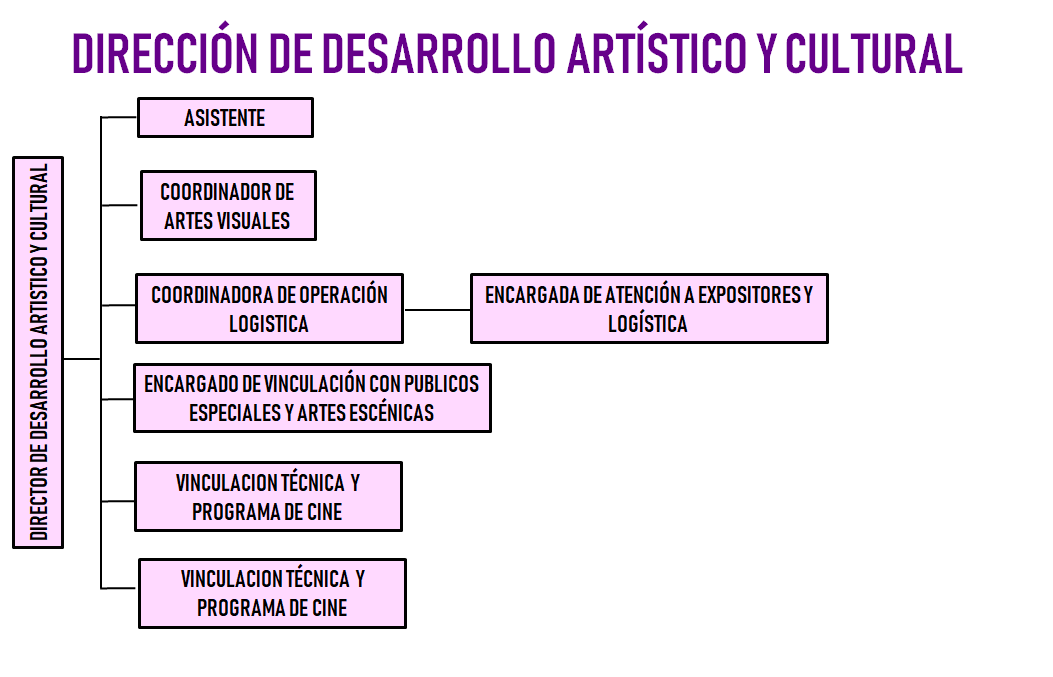 DIRECCIÓN DE DESARROLLO ARTÍSTICO Y CULTURAL
DIRECTOR DE DESARROLLO ARTISTICO Y CULTURAL
ASISTENTE
COORDINADOR DE
ARTES VISUALES
COORDINADORA DE OPERACIÓN
LOGISTICA
ENCARGADA DE ATENCIÓN A EXPOSITORES Y
LOGÍSTICA
ENCARGADO DE VINCULACIÓN CON PUBLICOS
ESPECIALES Y ARTES ESCÉNICAS
VINCULACION TÉCNICA Y
PROGRAMA DE CINE
VINCULACION TÉCNICA Y
PROGRAMA DE CINE